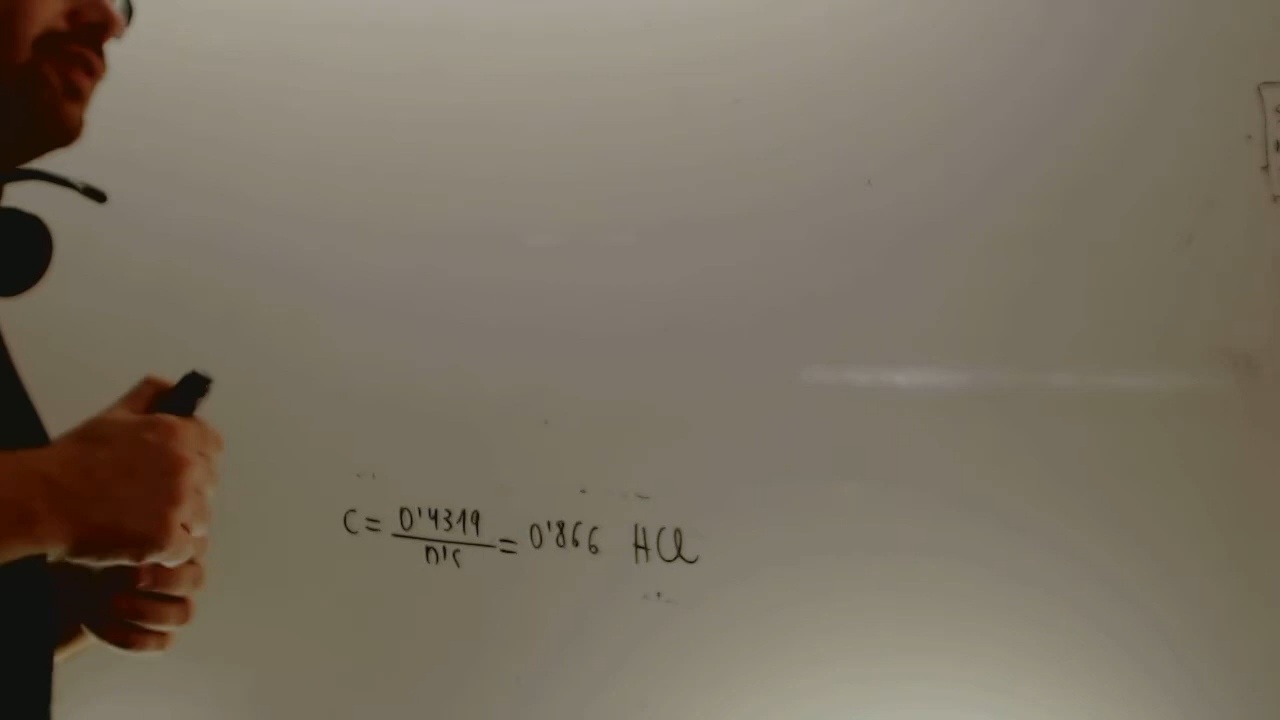 C = 0'4319 / 0'5 = 0'866 HCl